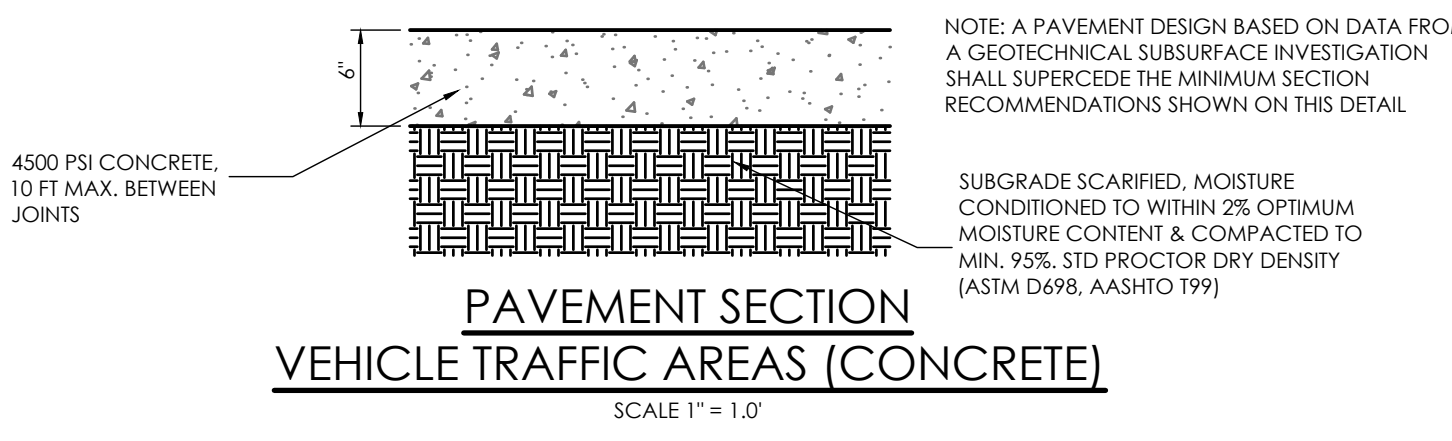 NOTE: A PAVEMENT DESIGN BASED ON DATA FRO
A GEOTECHNICAL SUBSURFACE INVESTIGATION
SHALL SUPERCEDE THE MINIMUM SECTION
RECOMMENDATIONS SHOWN ON THIS DETAIL
6"
4500 PSI CONCRETE,
10 FT MAX. BETWEEN
JOINTS
SUBGRADE SCARIFIED, MOISTURE
CONDITIONED TO WITHIN 2% OPTIMUM
MOISTURE CONTENT & COMPACTED TO
MIN. 95%. STD PROCTOR DRY DENSITY
(ASTM D698, AASHTO T99)
PAVEMENT SECTION
VEHICLE TRAFFIC AREAS (CONCRETE)
SCALE 1" = 1.0'